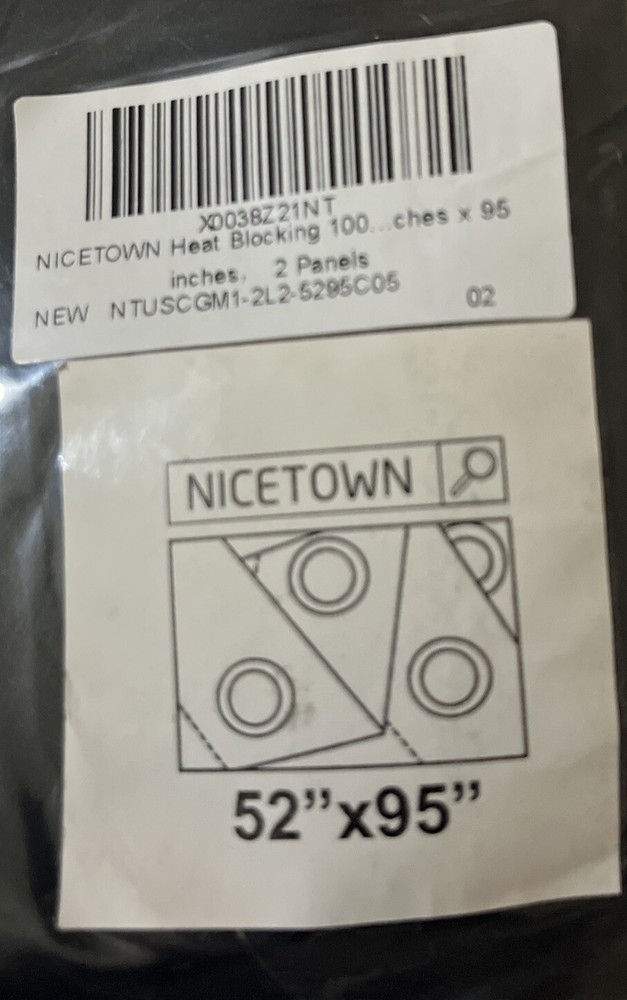 X0038Z21NT
NICETOWN Heat Blocking 100...ches x 95
inches, 2 Panels
NEW NTUSCGM1-2L2-5295C05 02
NICETOWN
52”x95”